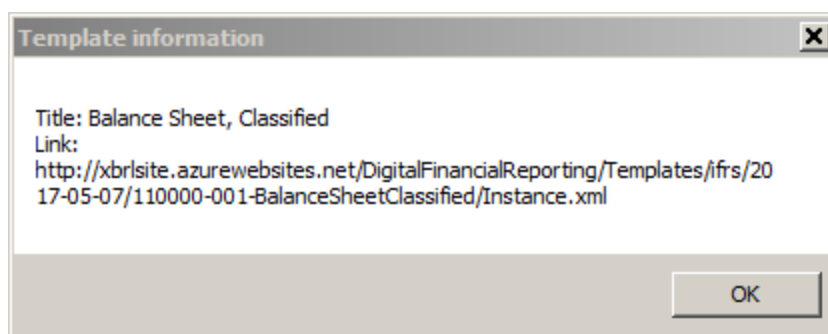 Template information
Title: Balance Sheet, Classified
Link:
http://xbrlsite.azurewebsites.net/DigitalFinancialReporting/Templates/ifrs/20
17-05-07/110000-001-BalanceSheetClassified/Instance.xml
OK